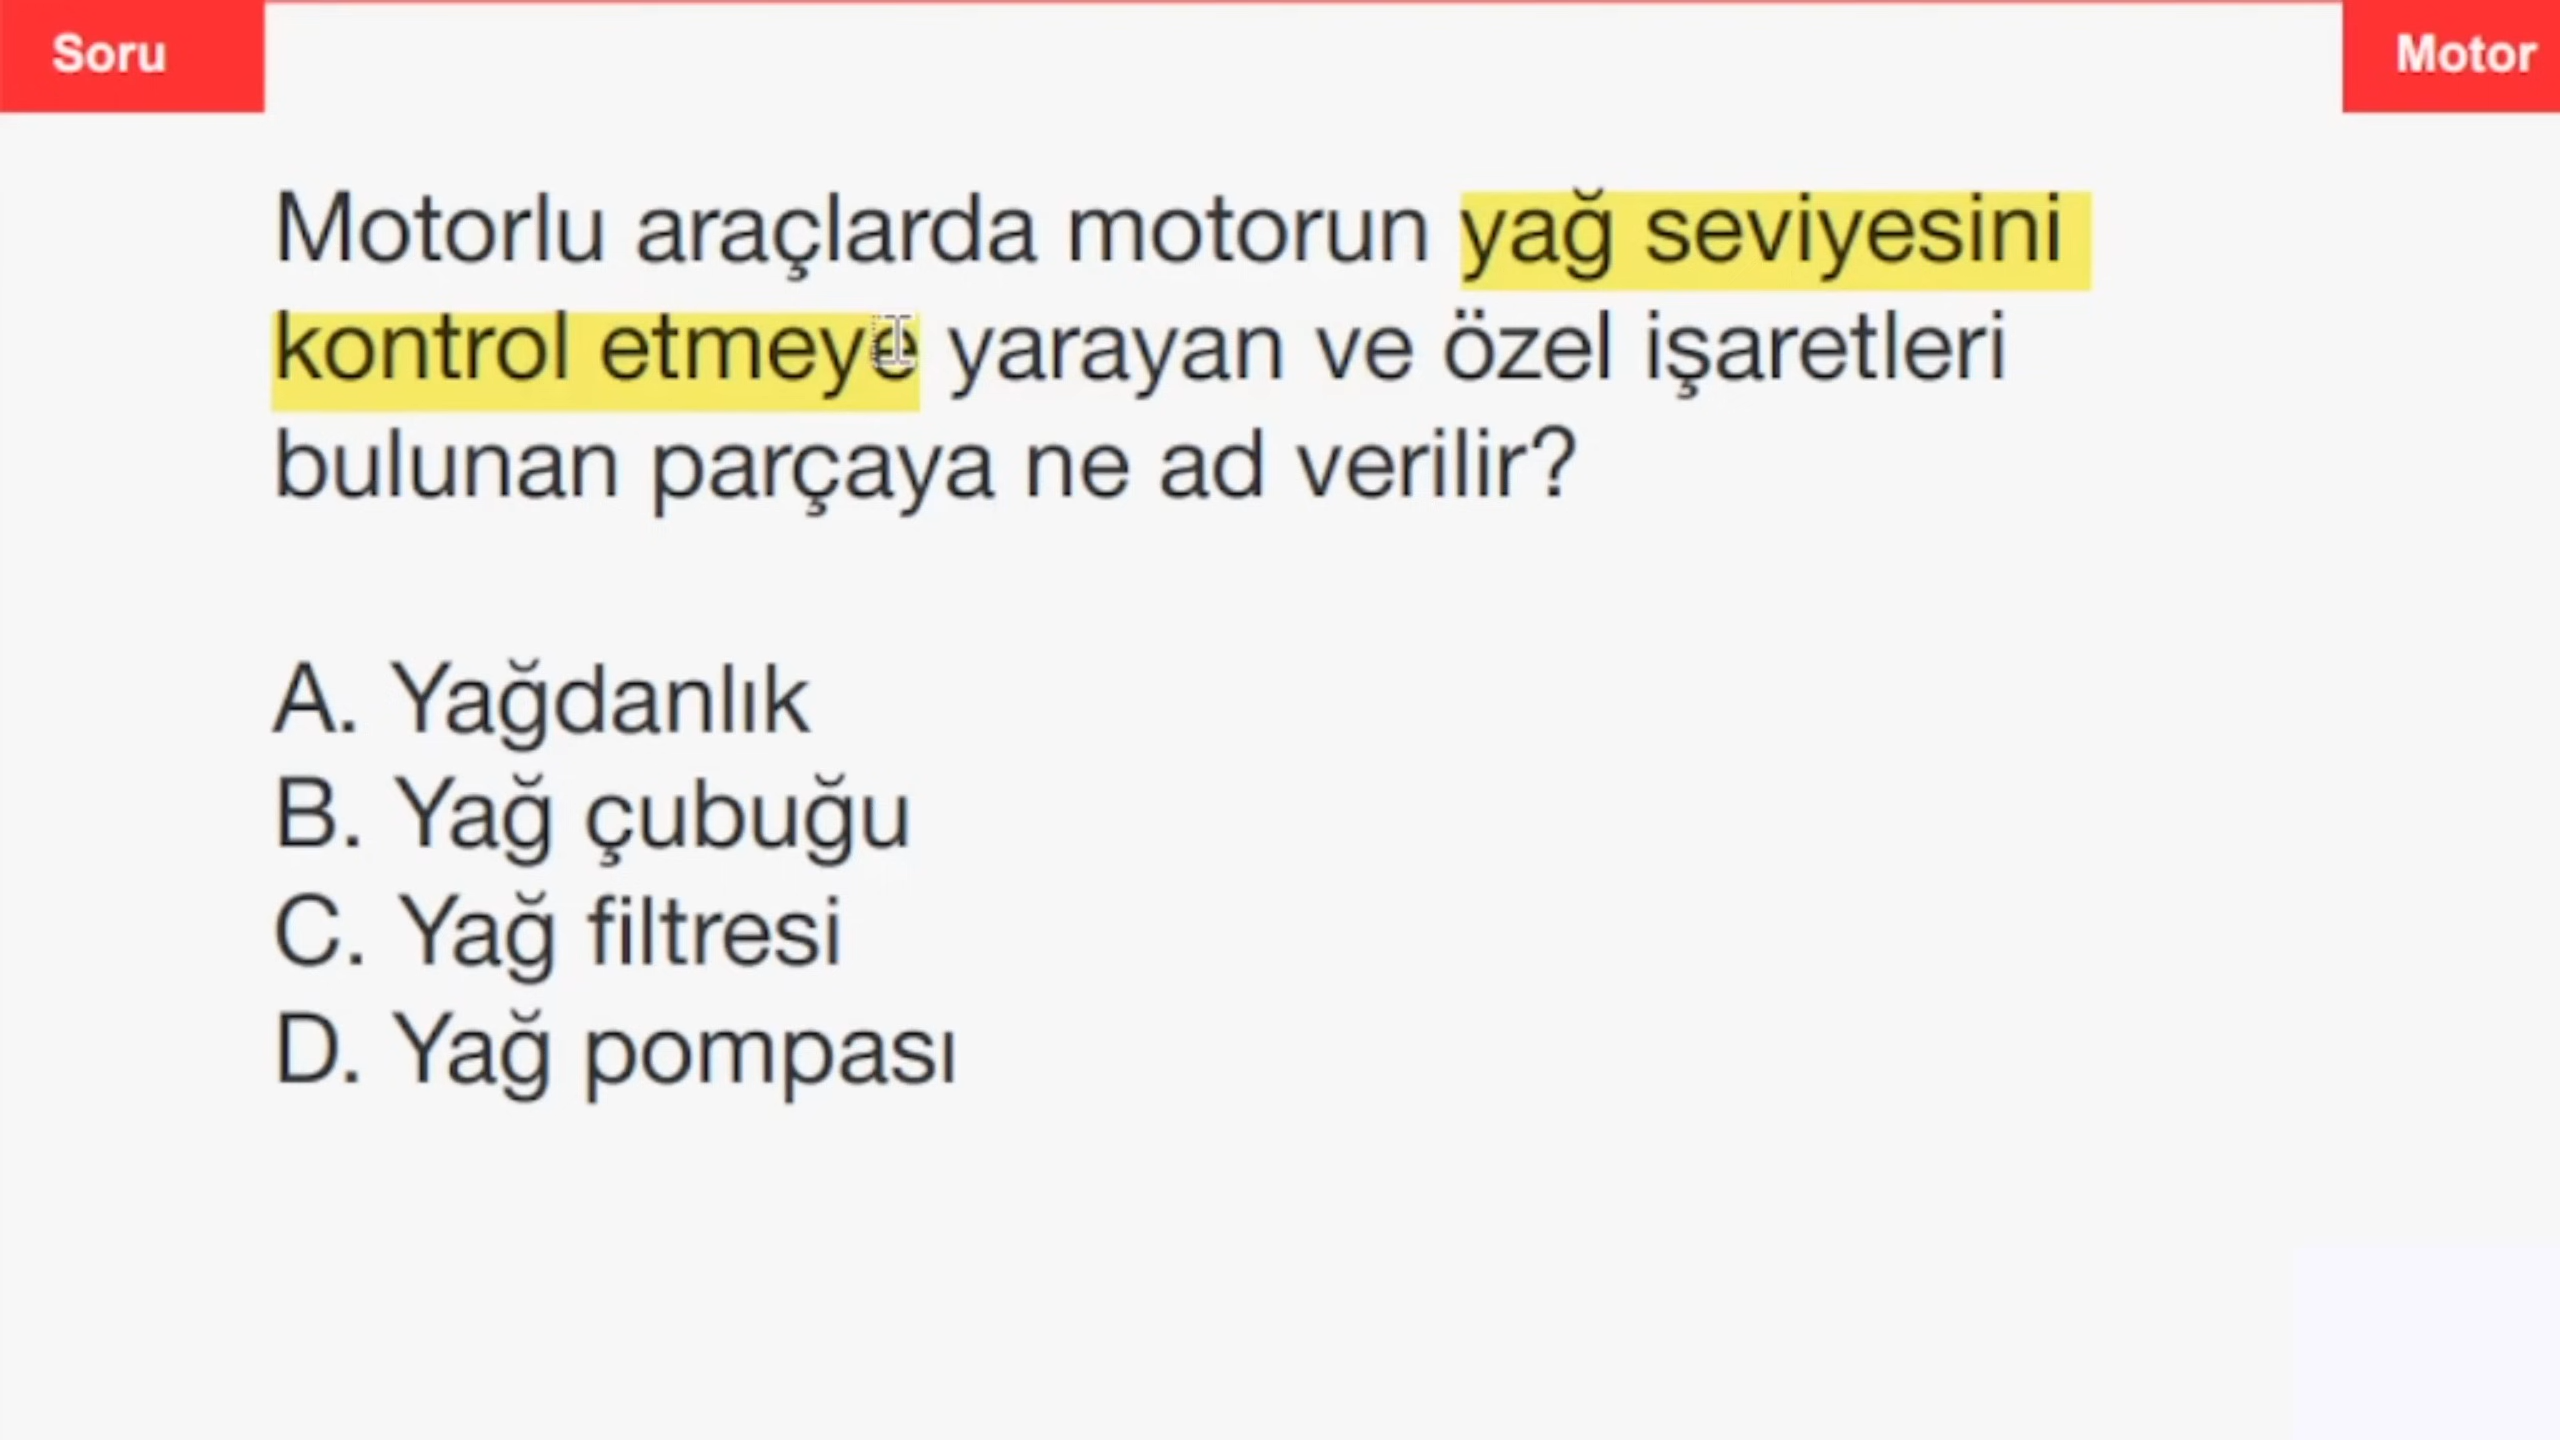 Soru
Motor
Motorlu araçlarda motorun yağ seviyesini
kontrol etmeye yarayan ve özel işaretleri
bulunan parçaya ne ad verilir?
A. Yağdanlık
B. Yağ çubuğu
C. Yağ filtresi
D. Yağ pompası